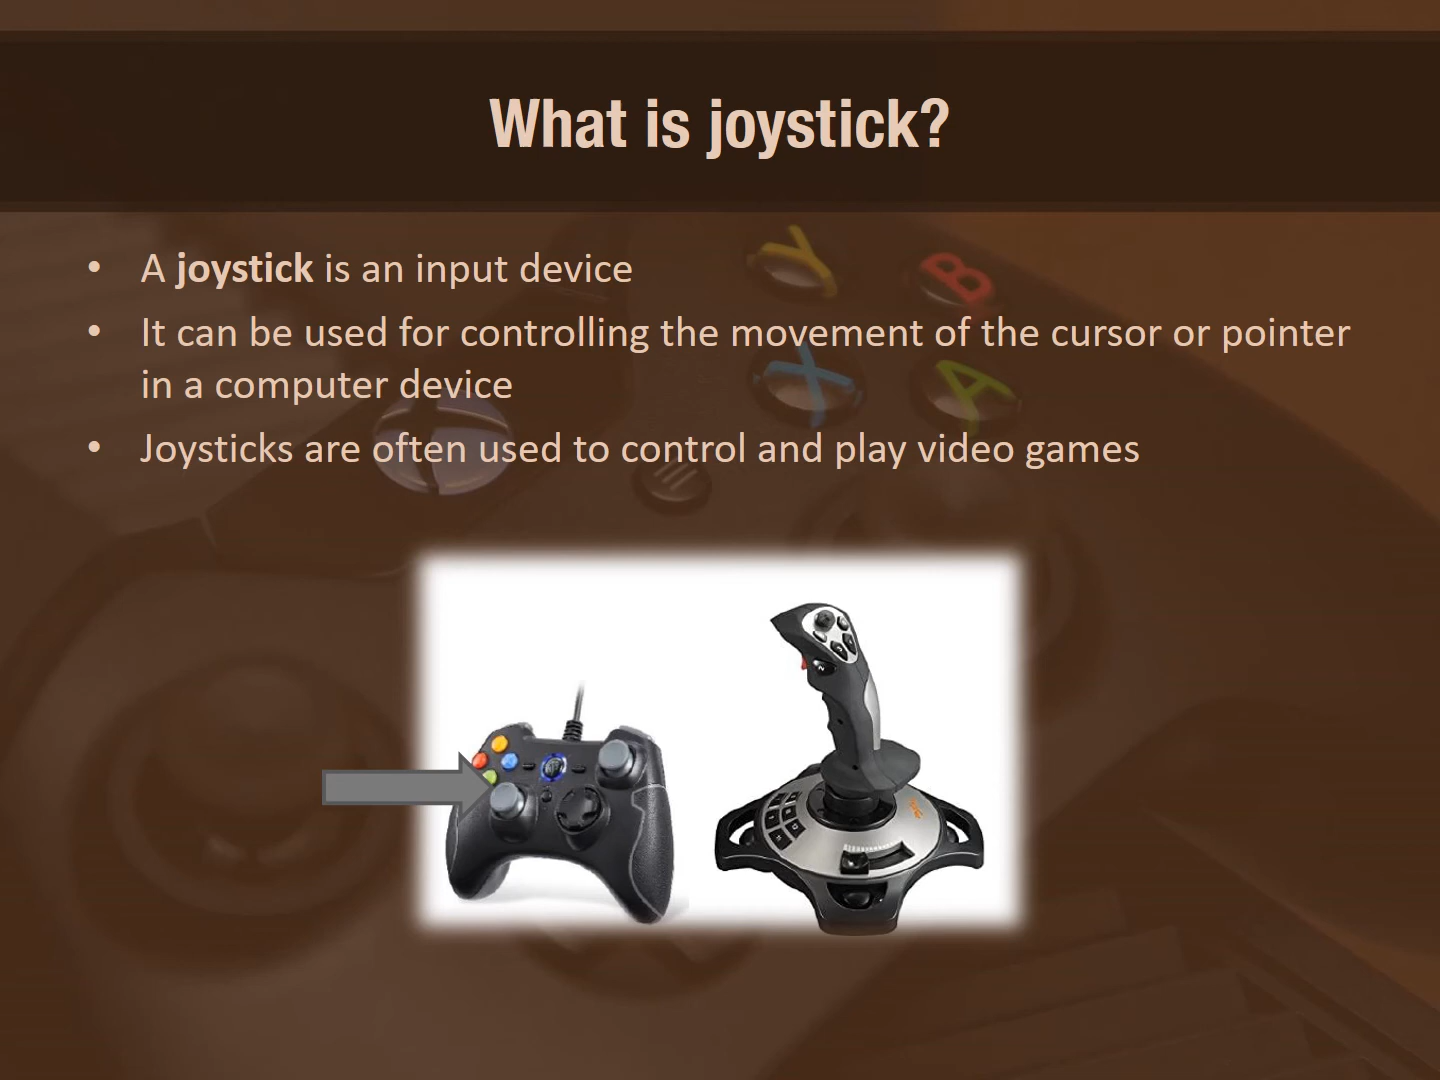 What is joystick?
• A joystick is an input device
• It can be used for controlling the movement of the cursor or pointer
in a computer device
• Joysticks are often used to control and play video games
Y
B
X
A